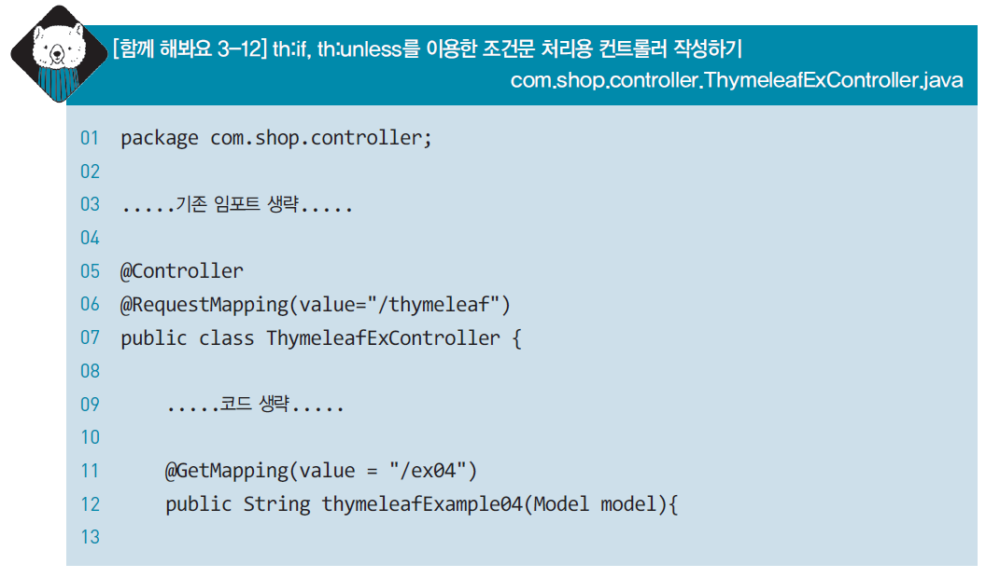 [함께 해봐요 3-12] th:if, th:unless를 이용한 조건문 처리용 컨트롤러 작성하기
com.shop.controller.ThymeleafExController.java
01 package com.shop.controller;
02
03 .....기존 임포트 생략.....
04
05 @Controller
06 @RequestMapping(value="/thymeleaf")
07 public class ThymeleafExController {
08
09     .....코드 생략.....
10
11     @GetMapping(value = "/ex04")
12     public String thymeleafExample04(Model model){
13